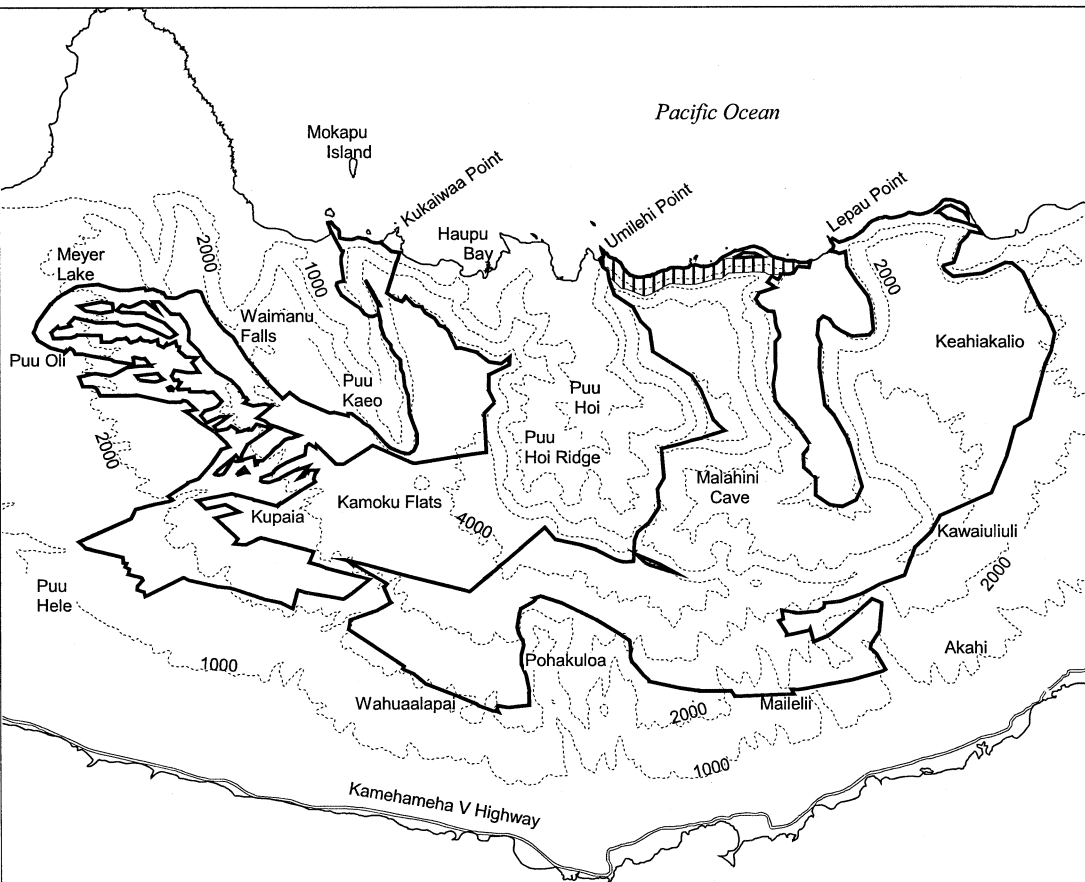 Pacific Ocean
Mokapu
Island
Kukaiwaa Point
Umilehi Point
Lepau Point
Haupu
Bay
Meyer
Lake
2000
1000
2000
Waimanu
Falls
Puu Oli
Keahiakalio
Puu
Kaeo
Puu
Hoi
Puu
Hoi Ridge
2000
Malahini
Cave
Kamoku Flats
Kupaia
4000
Kawaiuliuli
2000
Puu
Hele
1000
Akahi
Pohakuloa
Wahuaalapai
2000
Mailelii
1000
Kamehameha V Highway